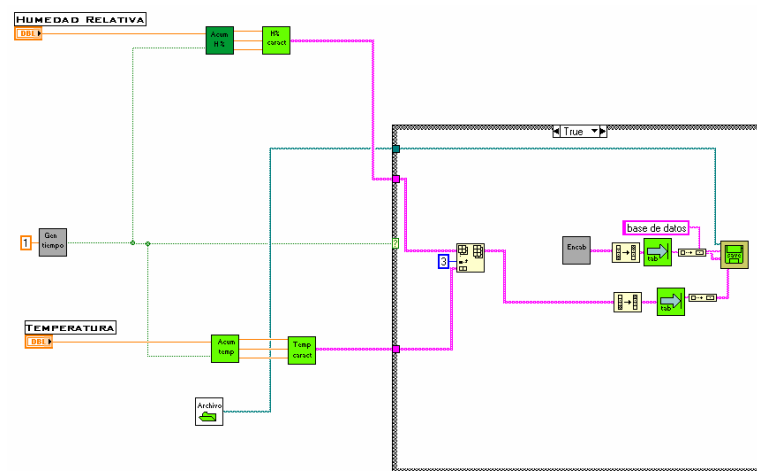 HUMEDAD RELATIVA
DBL
Acum
H %
H%
caract
True
Gen
tiempo
1
?
base de datos
Encab
tab
3
tab
TEMPERATURA
DBL
Acum
temp
Temp
caract
Archivo